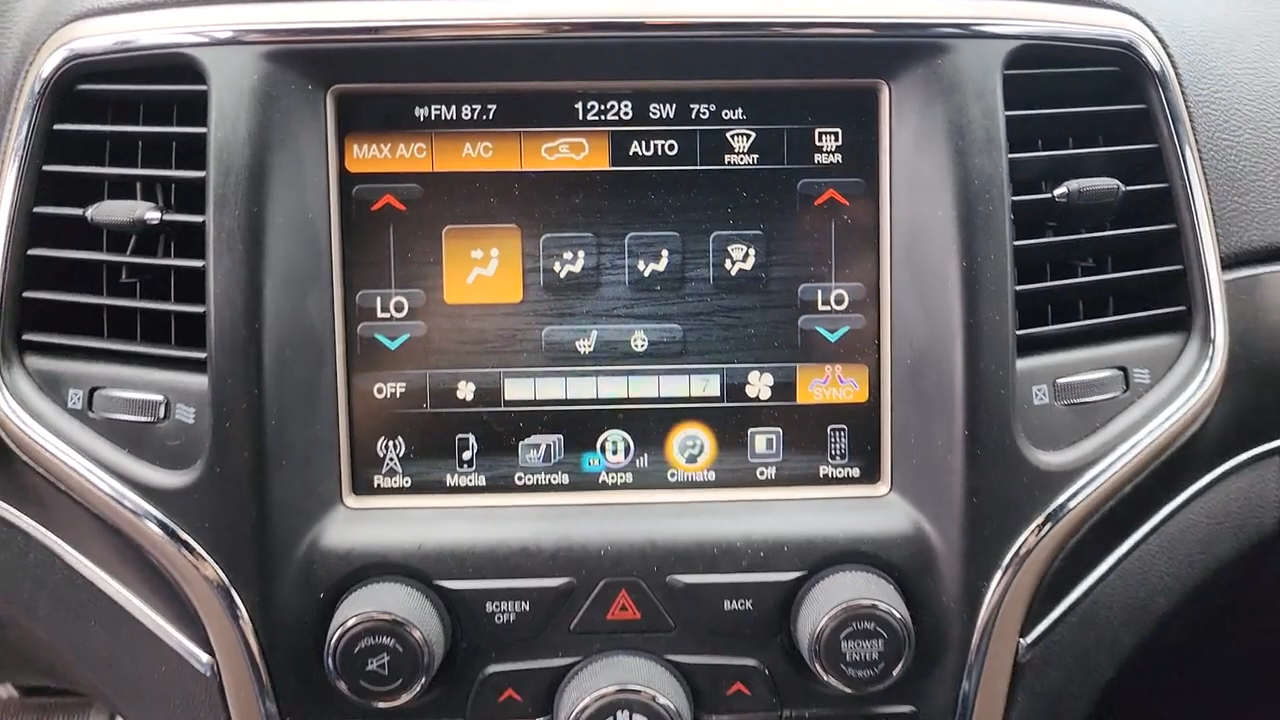 FM 87.7 12:28 SW 75° out.
MAX A/C A/C AUTO FRONT REAR
LO LO
OFF 7 SYNC
Radio Media Controls 1X Apps Climate Off Phone
SCREEN
OFF
BACK
VOLUME
TUNE
BROWSE
ENTER
SCROLL